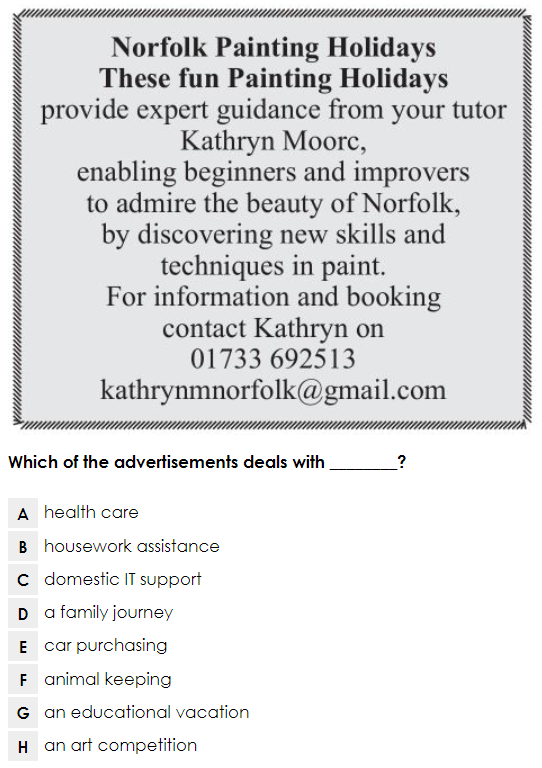 Norfolk Painting Holidays
These fun Painting Holidays
provide expert guidance from your tutor
Kathryn Moorc,
enabling beginners and improvers
to admire the beauty of Norfolk,
by discovering new skills and
techniques in paint.
For information and booking
contact Kathryn on
01733 692513
kathrynmnorfolk@gmail.com
Which of the advertisements deals with ________?
A health care
B housework assistance
C domestic IT support
D a family journey
E car purchasing
F animal keeping
G an educational vacation
H an art competition